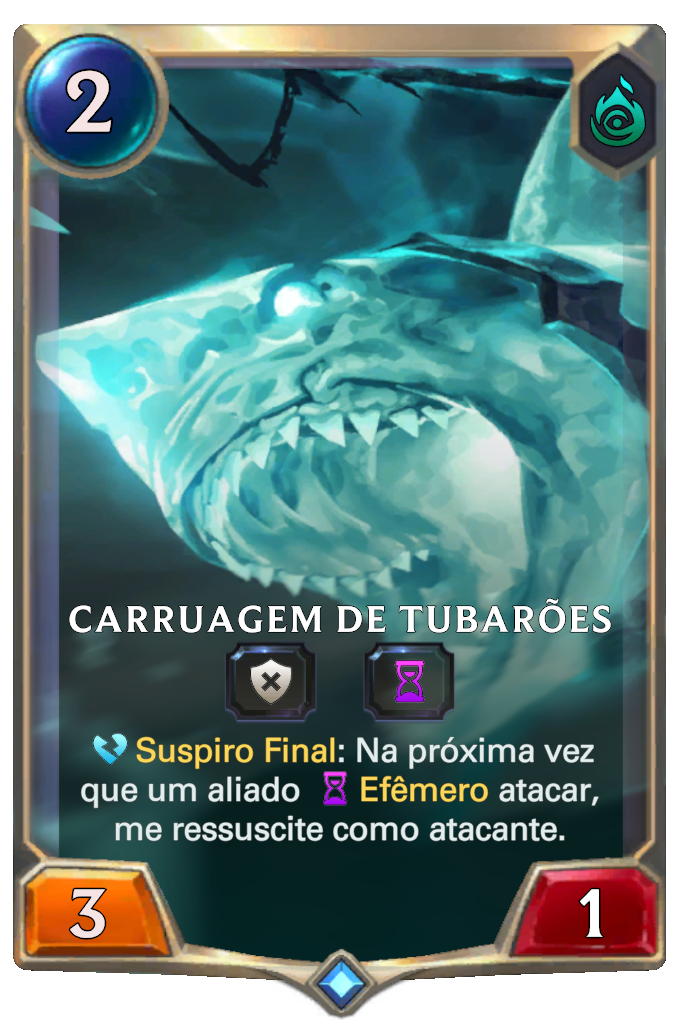 2
CARRUAGEM DE TUBARÕES
Suspiro Final: Na próxima vez
que um aliado Efêmero atacar,
me ressuscite como atacante.
3
1